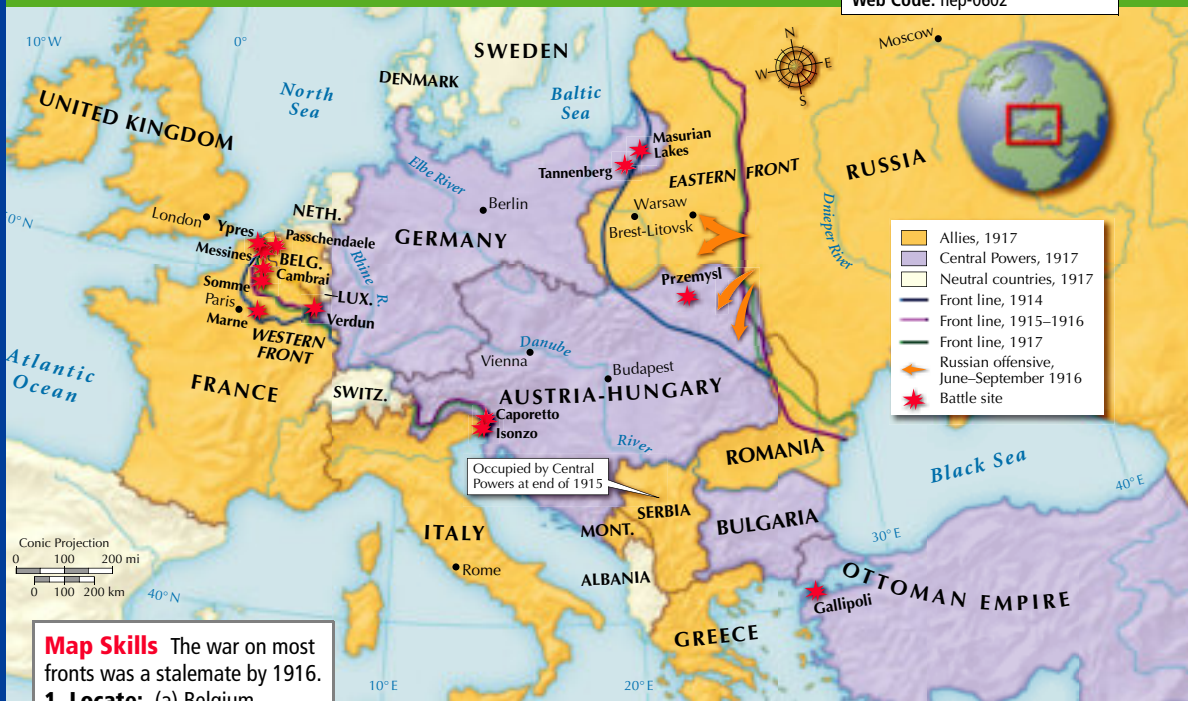 Web Code: nep-0602
10°W
0°
SWEDEN
DENMARK
North
Sea
Baltic
Sea
Moscow
N
W E
S
UNITED KINGDOM
Masurian
Lakes
Tannenberg
EASTERN FRONT
RUSSIA
Elbe River
Berlin
Warsaw
Brest-Litovsk
Dnieper River
London
NETH.
0°N
Ypres
Passchendaele
Messines
BELG.
Cambrai
GERMANY
Rhine R.
Somme
LUX.
Paris
Marne
Verdun
WESTERN
FRONT
Przemysl
Allies, 1917
Central Powers, 1917
Neutral countries, 1917
Front line, 1914
Front line, 1915–1916
Front line, 1917
Russian offensive,
June–September 1916
Battle site
Atlantic
Ocean
FRANCE
SWITZ.
Vienna
Danube
Budapest
AUSTRIA-HUNGARY
Caporetto
Isonzo
River
ROMANIA
Black Sea
Occupied by Central
Powers at end of 1915
SERBIA
BULGARIA
40°E
30°E
ITALY
MONT.
Rome
ALBANIA
Conic Projection
0 100 200 mi
0 100 200 km
40°N
OTTOMAN EMPIRE
Gallipoli
GREECE
10°E
20°E
Map Skills The war on most
fronts was a stalemate by 1916.
1. Locate: (a) Belgium